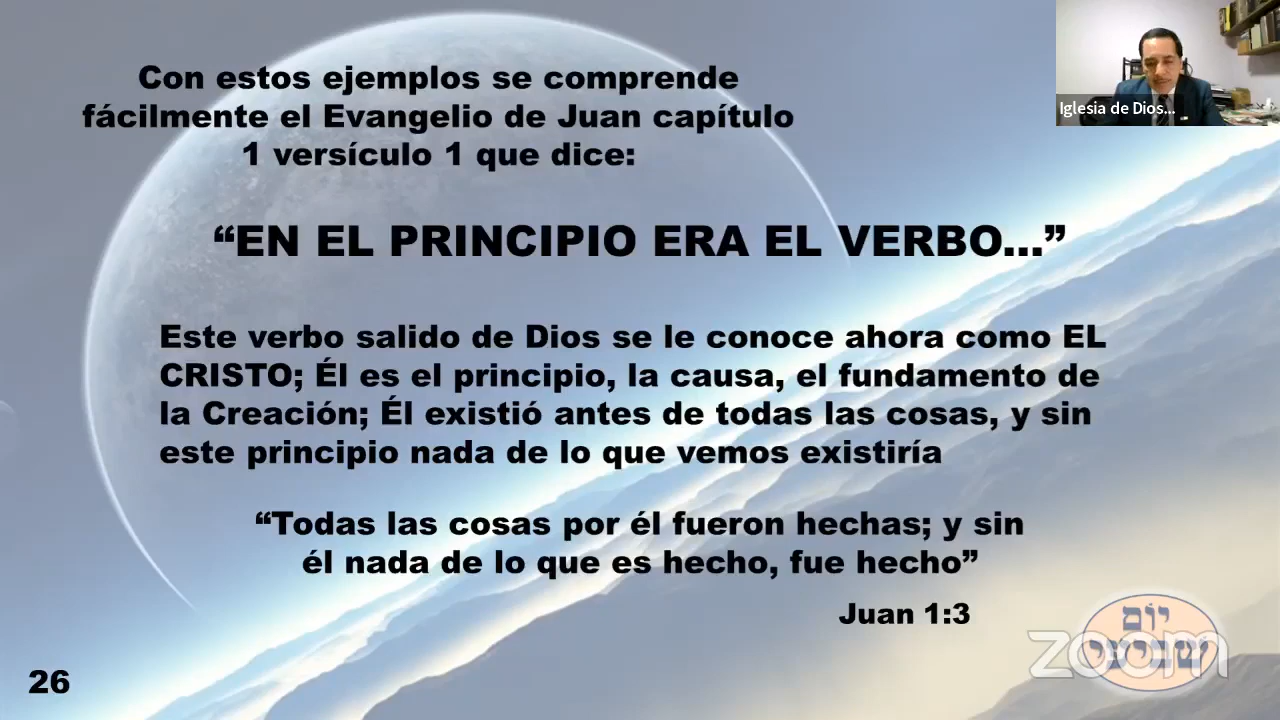 Con estos ejemplos se comprende
fácilmente el Evangelio de Juan capítulo
1 versículo 1 que dice:
Iglesia de Dios...
“EN EL PRINCIPIO ERA EL VERBO...”
Este verbo salido de Dios se le conoce ahora como EL
CRISTO; Él es el principio, la causa, el fundamento de
la Creación; Él existió antes de todas las cosas, y sin
este principio nada de lo que vemos existiría
“Todas las cosas por él fueron hechas; y sin
él nada de lo que es hecho, fue hecho”
Juan 1:3
יוֹם
שביעי
zoom
26